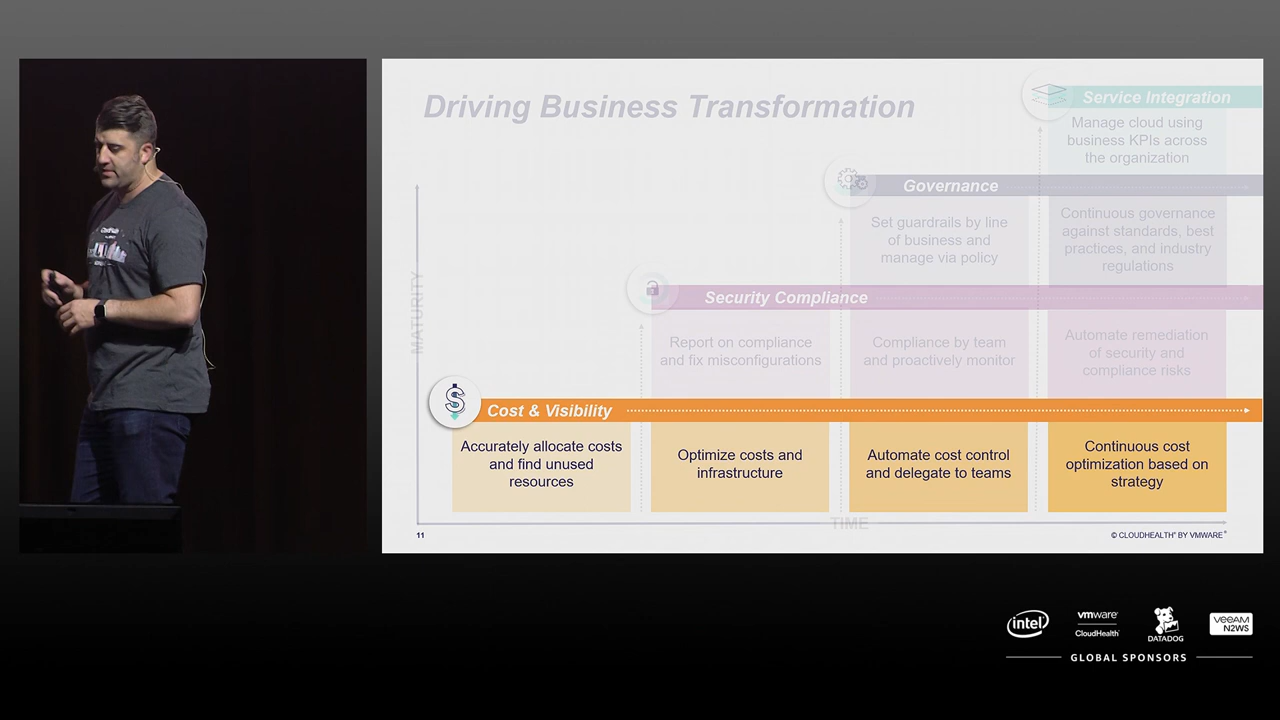 Driving Business Transformation
Service Integration
Manage cloud using
business KPIs across
the organization
Governance
Set guardrails by line
of business and
manage via policy
Continuous governance
against standards, best
practices, and industry
regulations
MATURITY
Security Compliance
Report on compliance
and fix misconfigurations
Compliance by team
and proactively monitor
Automate remediation
of security and
compliance risks
$
Cost & Visibility
Accurately allocate costs
and find unused
resources
Optimize costs and
infrastructure
Automate cost control
and delegate to teams
Continuous cost
optimization based on
strategy
TIME
11
© CLOUDHEALTH® BY VMWARE®
intel
vmware®
CloudHealth®
DATADOG
VEEAM
N2WS
GLOBAL SPONSORS